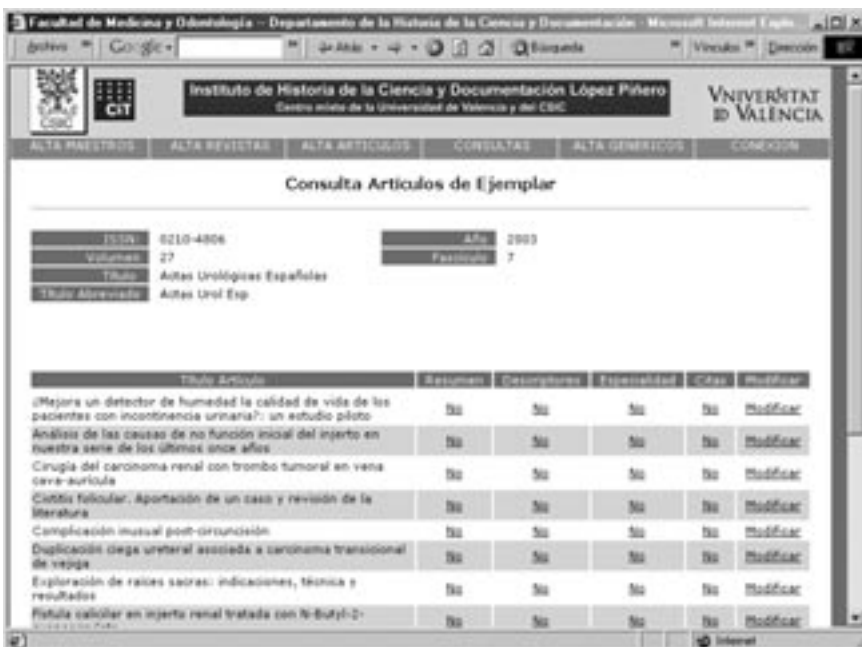 Facultad de Medicina y Odontología - Departamento de la Historia de la Ciencia y Documentación - Microsoft Internet Explo
Archivo Google Atrás Búsqueda Vínculos Dirección
CSIC CiT Instituto de Historia de la Ciencia y Documentación López Piñero
Centro mixto de la Universidad de Valencia y del CSIC
VNIVERSITAT
ID VALÈNCIA
ALTA MAESTROS ALTA REVISTAS ALTA ARTICULOS CONSULTAS ALTA GENERICOS CONEXION
Consulta Artículos de Ejemplar
ISSN: 0210-4806 Año 2003
Volumen 27 Fascículo 7
Título Actas Urológicas Españolas
Título Abreviado Actas Urol Esp
Título Artículo Resumen Descriptores Especialidad Citas Modificar
¿Mejora un detector de humedad la calidad de vida de los
pacientes con incontinencia urinaria?: un estudio piloto No No No No Modificar
Análisis de las causas de no función inicial del injerto en
nuestra serie de los últimos once años No No No No Modificar
Cirugía del carcinoma renal con trombo tumoral en vena
cava-aurícula No No No No Modificar
Cistitis folicular. Aportación de un caso y revisión de la
literatura No No No No Modificar
Complicación inusual post-circuncisión No No No No Modificar
Duplicación ciega ureteral asociada a carcinoma transicional
de vejiga No No No No Modificar
Exploración de raices sacras: indicaciones, técnica y
resultados No No No No Modificar
Fístula calicilar en injerto renal tratada con N-Butyl-2-
No No No No Modificar
Internet